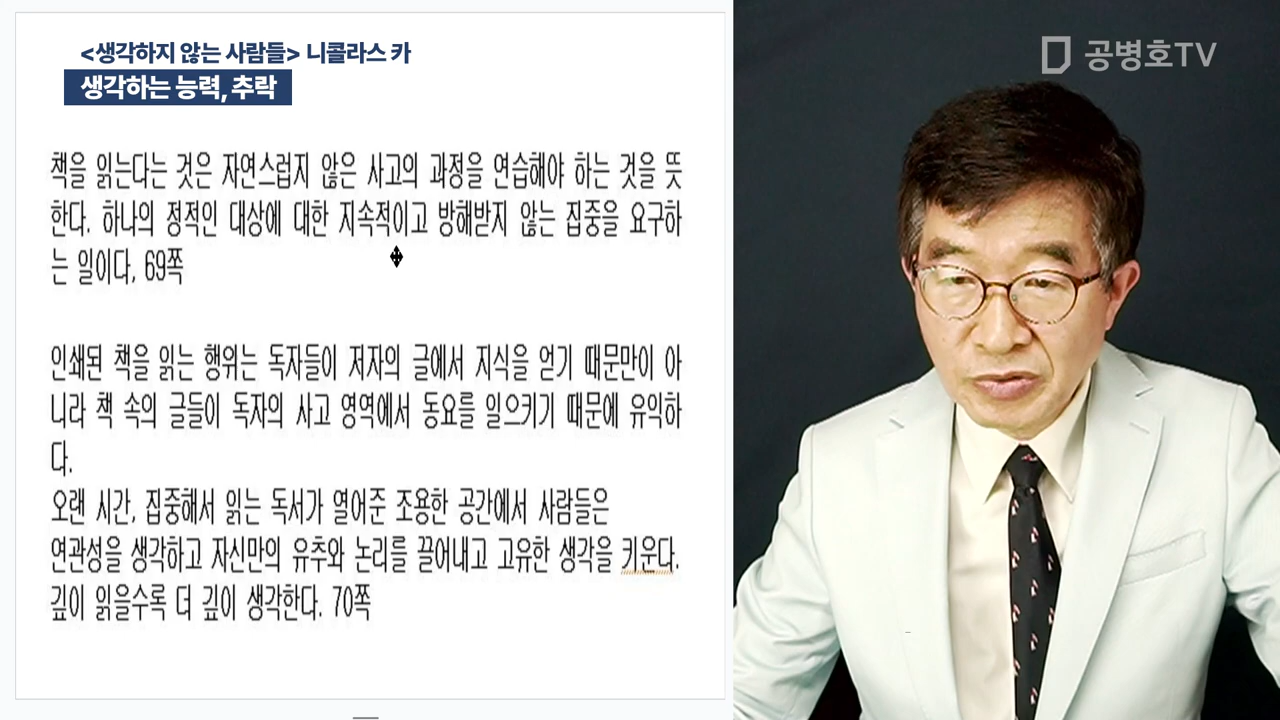 <생각하지 않는 사람들> 니콜라스 카
생각하는 능력, 추락
공병호TV
책을 읽는다는 것은 자연스럽지 않은 사고의 과정을 연습해야 하는 것을 뜻
한다. 하나의 정적인 대상에 대한 지속적이고 방해받지 않는 집중을 요구하
는 일이다, 69쪽
인쇄된 책을 읽는 행위는 독자들이 저자의 글에서 지식을 얻기 때문만이 아
니라 책 속의 글들이 독자의 사고 영역에서 동요를 일으키기 때문에 유익하
다.
오랜 시간, 집중해서 읽는 독서가 열어준 조용한 공간에서 사람들은
연관성을 생각하고 자신만의 유추와 논리를 끌어내고 고유한 생각을 키운다.
깊이 읽을수록 더 깊이 생각한다. 70쪽